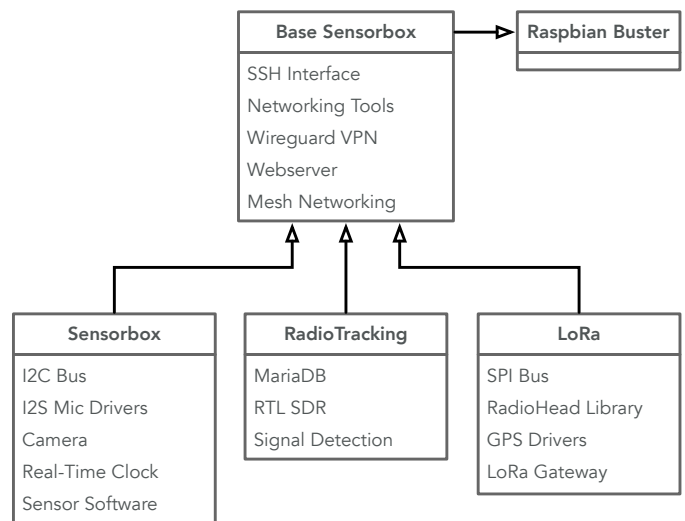 Base Sensorbox
SSH Interface
Networking Tools
Wireguard VPN
Webserver
Mesh Networking
Raspbian Buster
Sensorbox
I2C Bus
I2S Mic Drivers
Camera
Real-Time Clock
Sensor Software
RadioTracking
MariaDB
RTL SDR
Signal Detection
LoRa
SPI Bus
RadioHead Library
GPS Drivers
LoRa Gateway